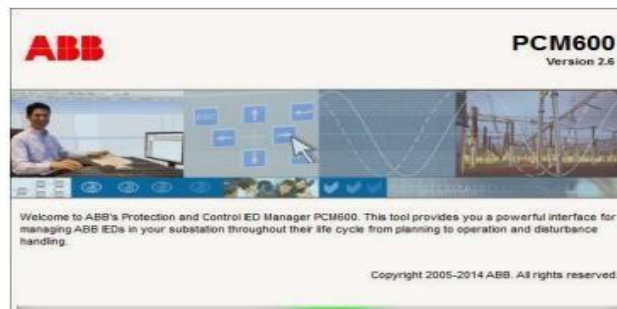 ABB
PCM600
Version 2.6
ESC
Welcome to ABB's Protection and Control IED Manager PCM600. This tool provides you a powerful interface for
managing ABB IEDs in your substation throughout their life cycle from planning to operation and disturbance
handling.
Copyright 2005-2014 ABB. All rights reserved.